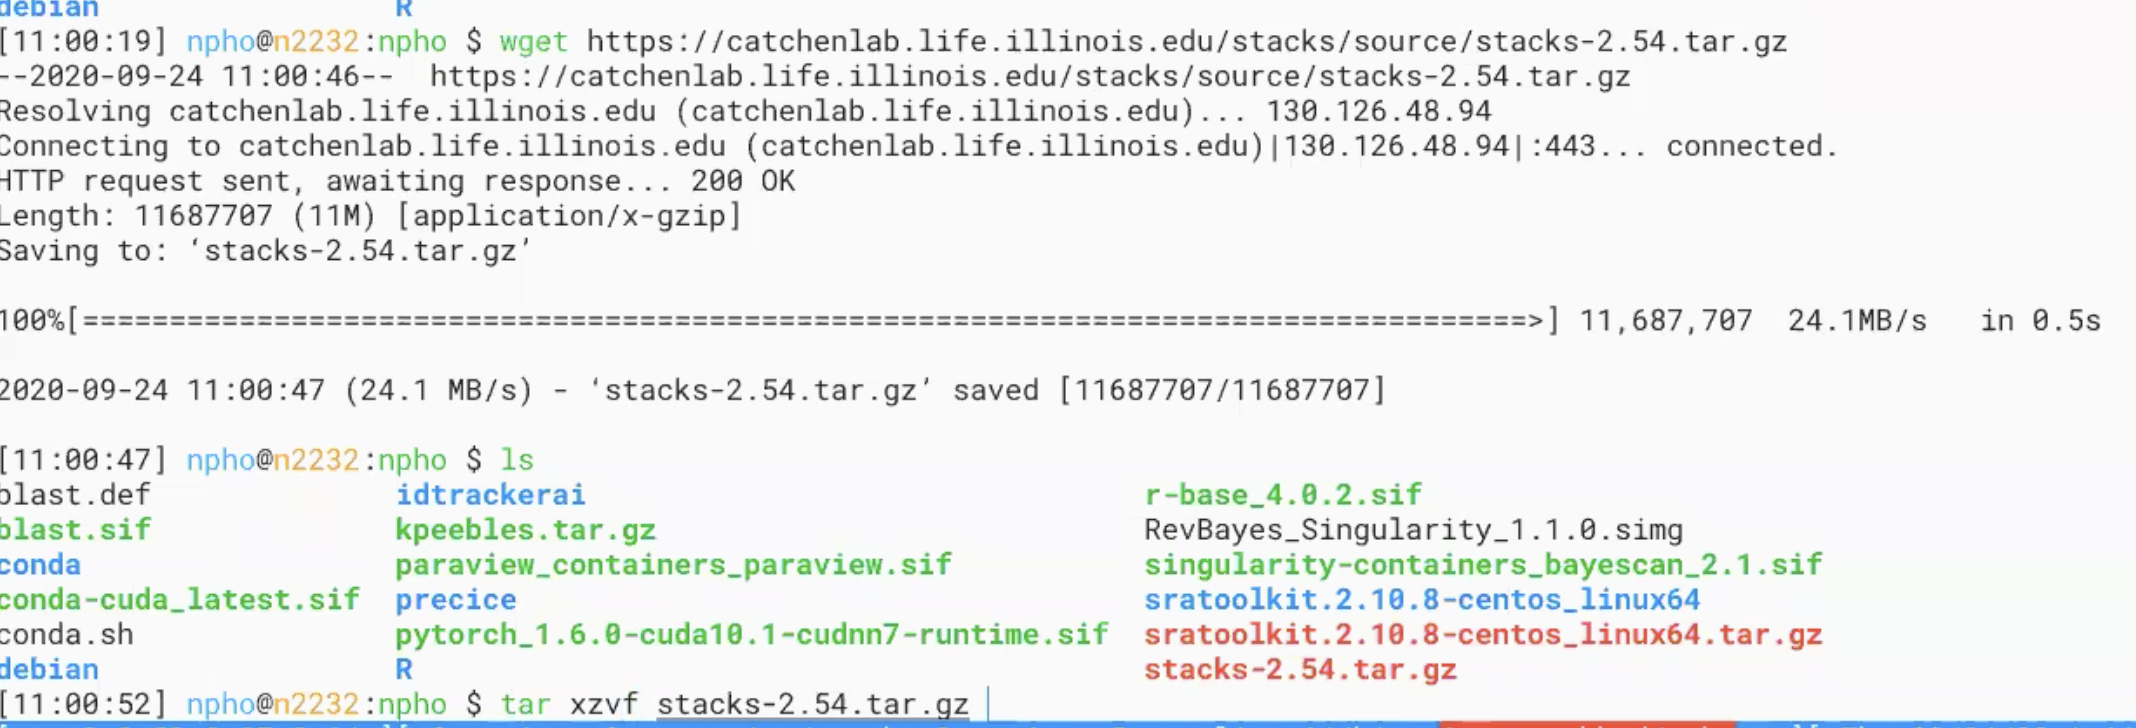 debian R
[11:00:19] npho@n2232:npho $ wget https://catchenlab.life.illinois.edu/stacks/source/stacks-2.54.tar.gz
--2020-09-24 11:00:46--  https://catchenlab.life.illinois.edu/stacks/source/stacks-2.54.tar.gz
Resolving catchenlab.life.illinois.edu (catchenlab.life.illinois.edu)... 130.126.48.94
Connecting to catchenlab.life.illinois.edu (catchenlab.life.illinois.edu)|130.126.48.94|:443... connected.
HTTP request sent, awaiting response... 200 OK
Length: 11687707 (11M) [application/x-gzip]
Saving to: ‘stacks-2.54.tar.gz’
100%[===================================================================================>] 11,687,707  24.1MB/s   in 0.5s
2020-09-24 11:00:47 (24.1 MB/s) - ‘stacks-2.54.tar.gz’ saved [11687707/11687707]
[11:00:47] npho@n2232:npho $ ls
blast.def idtrackerai r-base_4.0.2.sif
blast.sif kpeebles.tar.gz RevBayes_Singularity_1.1.0.simg
conda paraview_containers_paraview.sif singularity-containers_bayescan_2.1.sif
conda-cuda_latest.sif precice sratoolkit.2.10.8-centos_linux64
conda.sh pytorch_1.6.0-cuda10.1-cudnn7-runtime.sif sratoolkit.2.10.8-centos_linux64.tar.gz
debian R stacks-2.54.tar.gz
[11:00:52] npho@n2232:npho $ tar xzvf stacks-2.54.tar.gz